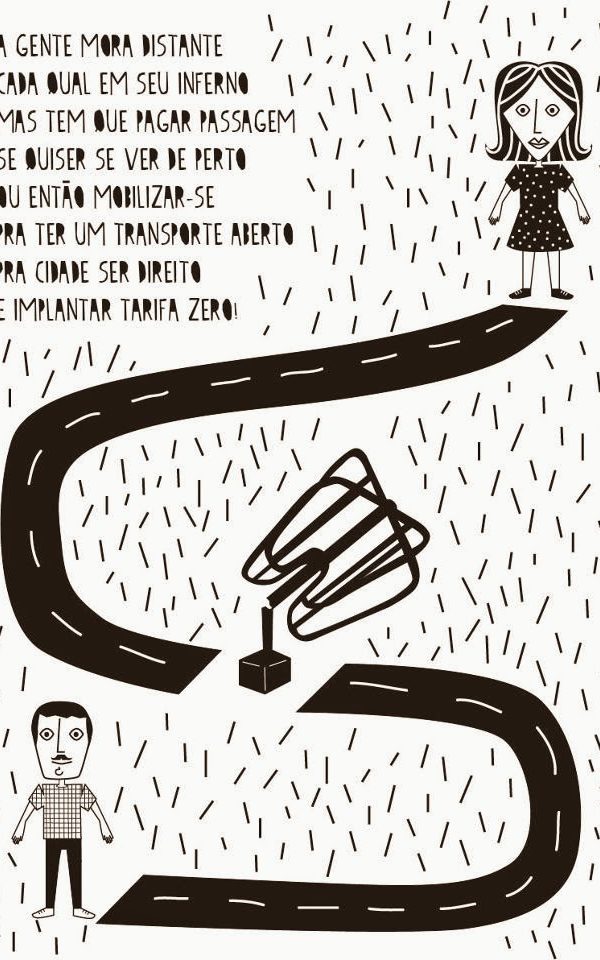 A GENTE MORA DISTANTE
CADA QUAL EM SEU INFERNO
MAS TEM QUE PAGAR PASSAGEM
SE QUISER SE VER DE PERTO
OU ENTÃO MOBILIZAR-SE
PRA TER UM TRANSPORTE ABERTO
PRA CIDADE SER DIREITO
E IMPLANTAR TARIFA ZERO!